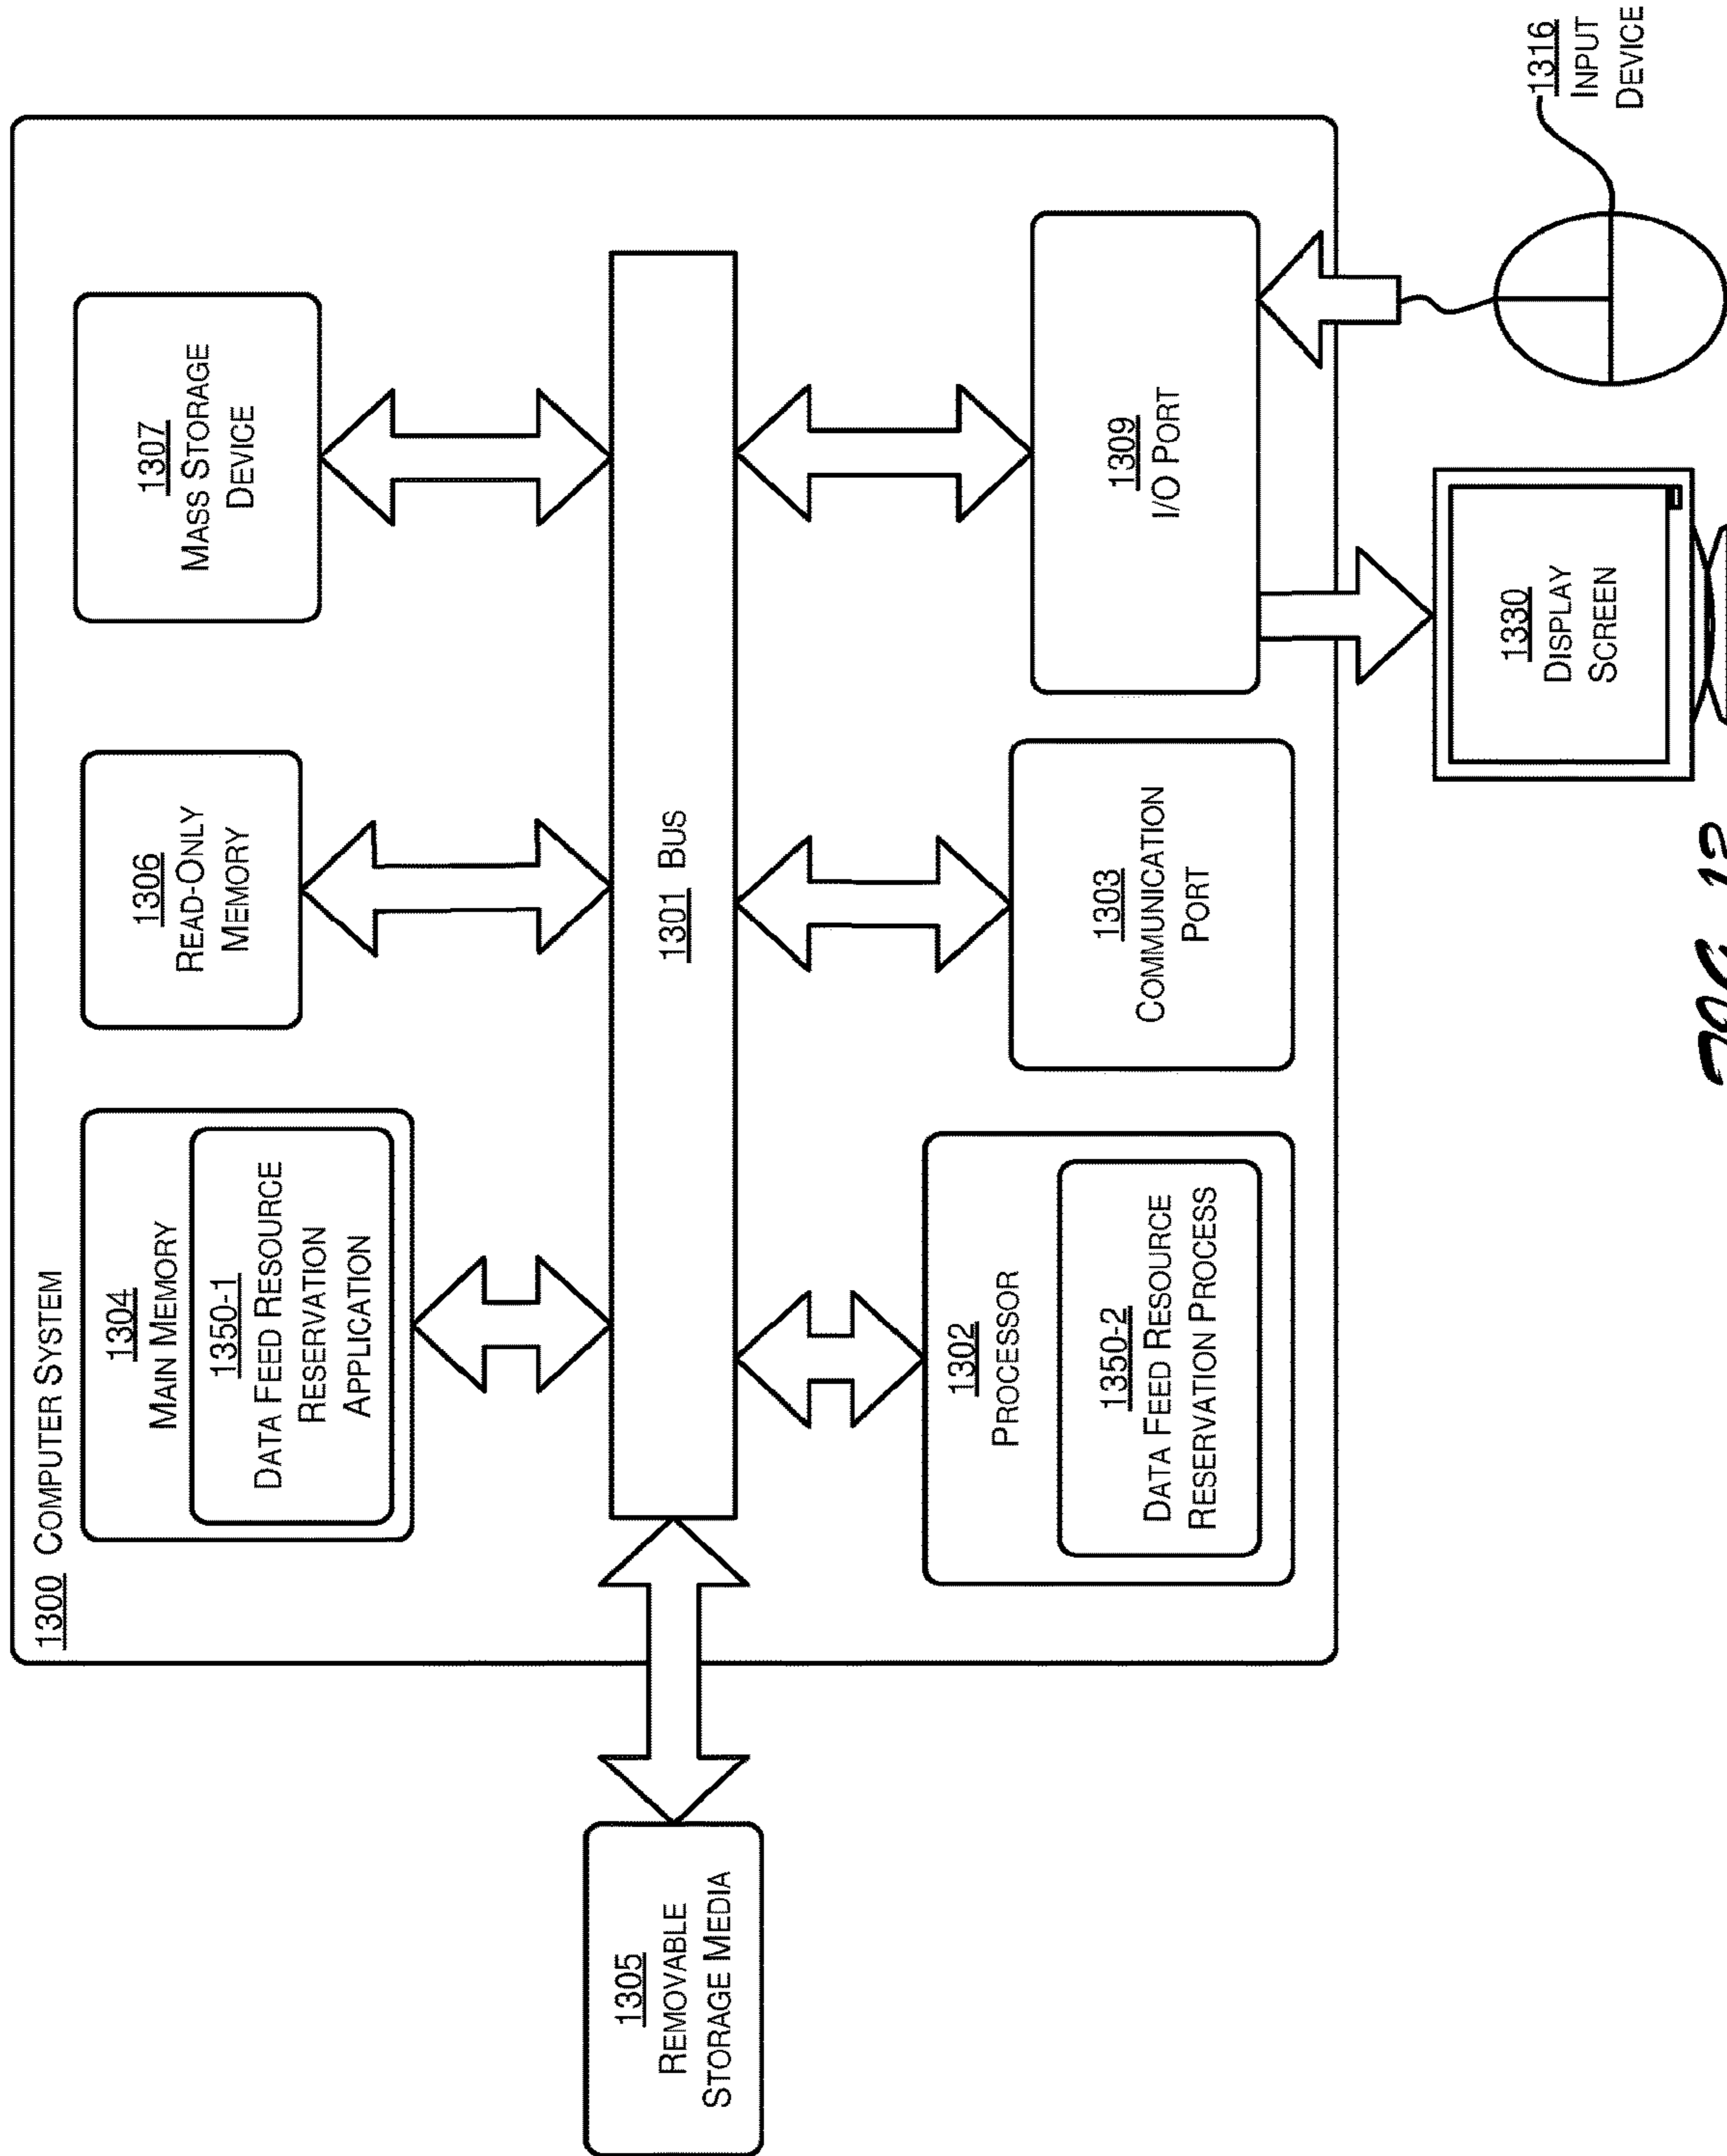 1300 COMPUTER SYSTEM
1304
MAIN MEMORY
1350-1
DATA FEED RESOURCE
RESERVATION
APPLICATION
1306
READ-ONLY
MEMORY
1307
MASS STORAGE
DEVICE
1305
REMOVABLE
STORAGE MEDIA
1301 BUS
1302
PROCESSOR
1350-2
DATA FEED RESOURCE
RESERVATION PROCESS
1303
COMMUNICATION
PORT
1309
I/O PORT
1330
DISPLAY
SCREEN
1316
INPUT
DEVICE